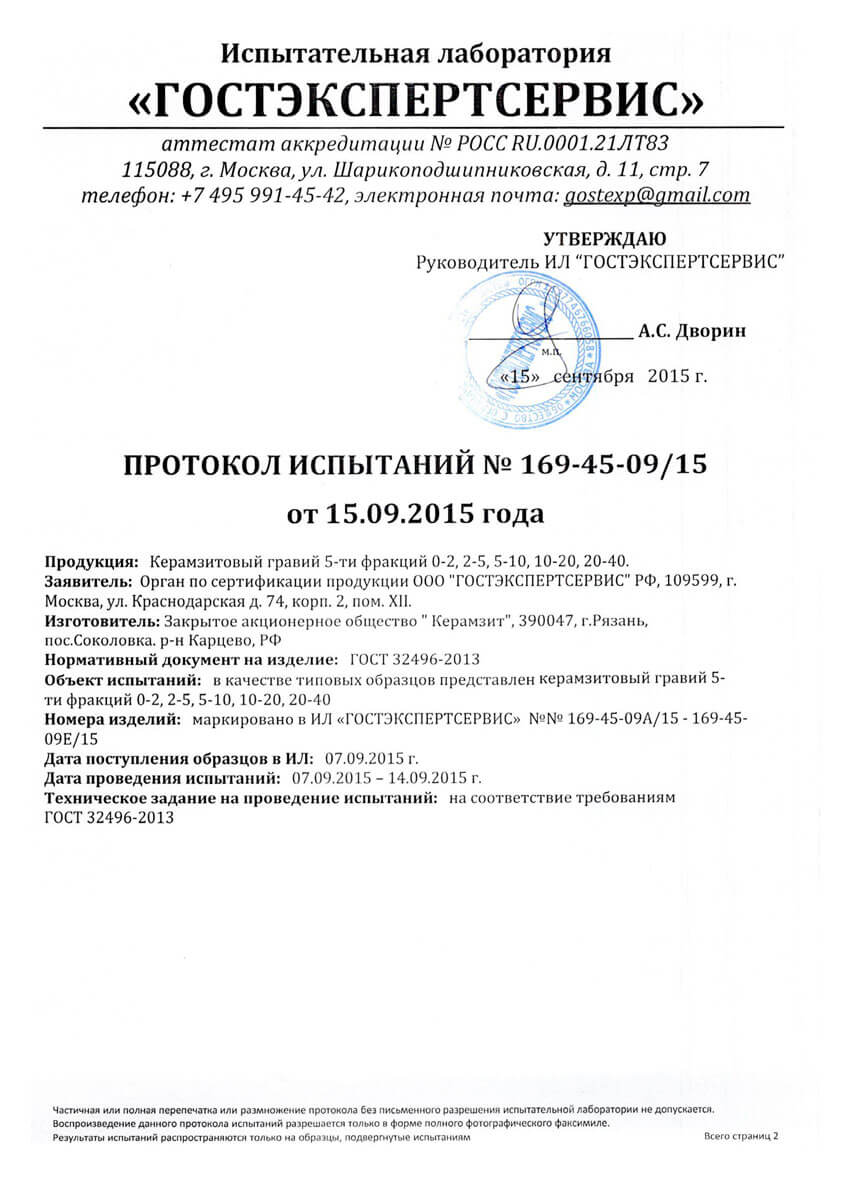 Испытательная лаборатория
«ГОСТЭКСПЕРТСЕРВИС»
аттестат аккредитации № РОСС RU.0001.21ЛТ83
115088, г. Москва, ул. Шарикоподшипниковская, д. 11, стр. 7
телефон: +7 495 991-45-42, электронная почта: gostexp@gmail.com
УТВЕРЖДАЮ
Руководитель ИЛ “ГОСТЭКСПЕРТСЕРВИС”
А.С. Дворин
м.п.
«15» сентября 2015 г.
ПРОТОКОЛ ИСПЫТАНИЙ № 169-45-09/15
от 15.09.2015 года
Продукция: Керамзитовый гравий 5-ти фракций 0-2, 2-5, 5-10, 10-20, 20-40.
Заявитель: Орган по сертификации продукции ООО "ГОСТЭКСПЕРТСЕРВИС" РФ, 109599, г.
Москва, ул. Краснодарская д. 74, корп. 2, пом. XII.
Изготовитель: Закрытое акционерное общество " Керамзит", 390047, г.Рязань,
пос.Соколовка. р-н Карцево, РФ
Нормативный документ на изделие: ГОСТ 32496-2013
Объект испытаний: в качестве типовых образцов представлен керамзитовый гравий 5-
ти фракций 0-2, 2-5, 5-10, 10-20, 20-40
Номера изделий: маркировано в ИЛ «ГОСТЭКСПЕРТСЕРВИС» №№ 169-45-09А/15 - 169-45-
09Е/15
Дата поступления образцов в ИЛ: 07.09.2015 г.
Дата проведения испытаний: 07.09.2015 – 14.09.2015 г.
Техническое задание на проведение испытаний: на соответствие требованиям
ГОСТ 32496-2013
Частичная или полная перепечатка или размножение протокола без письменного разрешения испытательной лаборатории не допускается.
Воспроизведение данного протокола испытаний разрешается только в форме полного фотографического факсимиле.
Результаты испытаний распространяются только на образцы, подвергнутые испытаниям
Всего страниц 2